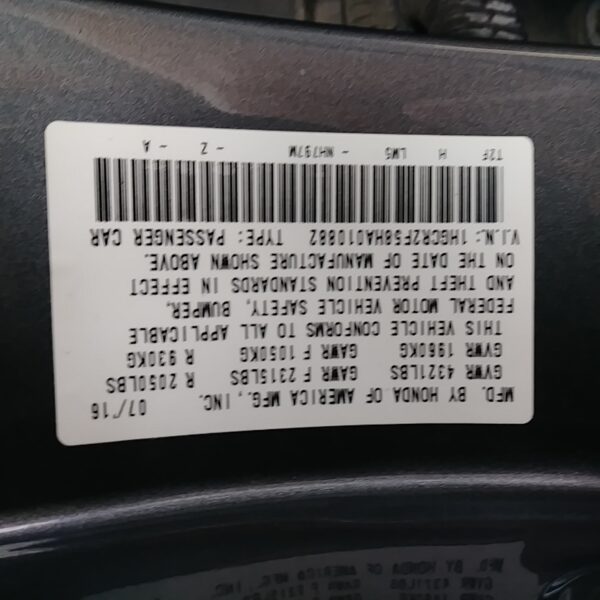 MFD. BY HONDA OF AMERICA MFG., INC. 07/16
GVWR 4321LBS GAWR F 2315LBS R 2050LBS
GVWR 1960KG GAWR F 1050KG R 930KG
THIS VEHICLE CONFORMS TO ALL APPLICABLE
FEDERAL MOTOR VEHICLE SAFETY, BUMPER,
AND THEFT PREVENTION STANDARDS IN EFFECT
ON THE DATE OF MANUFACTURE SHOWN ABOVE.
V.I.N.: 1HGCR2F58HA010882 TYPE: PASSENGER CAR
T2F H LM5 - NH797M - Z - A